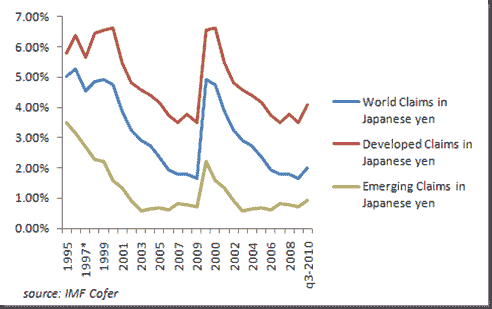 7.00%
6.00%
5.00%
4.00%
3.00%
2.00%
1.00%
0.00%
1995
1997*
1999
2001
2003
2005
2007
2009
2000
2002
2004
2006
2008
q3-2010
World Claims in
Japanese yen
Developed Claims in
Japanese yen
Emerging Claims in
Japanese yen
source: IMF Cofer